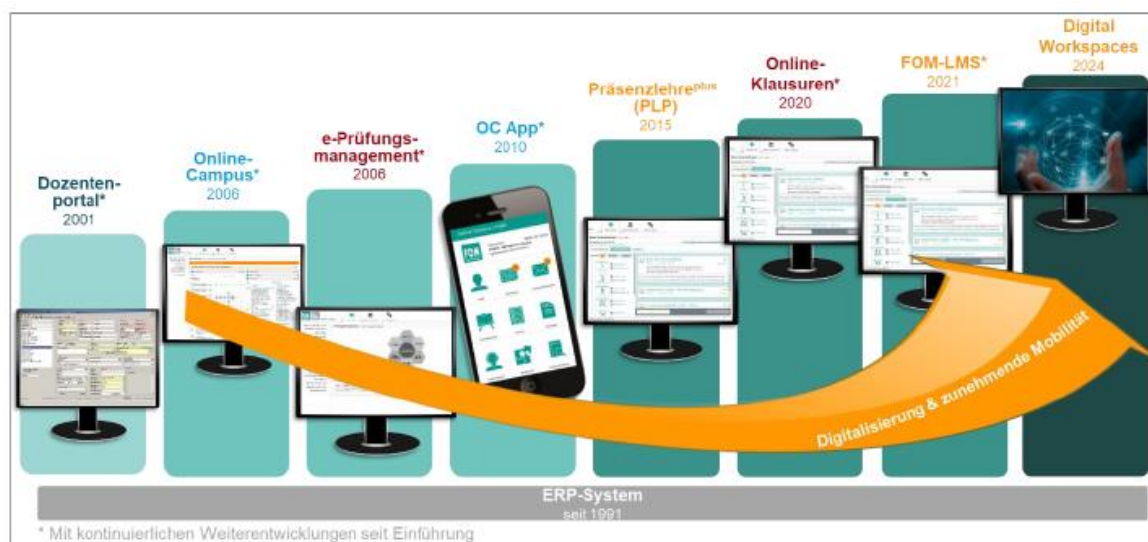 Dozenten-
portal*
2001
Online-
Campus*
2006
e-Prüfungs-
management*
2006
OC App*
2010
Präsenzlehreplus
(PLP)
2015
Online-
Klausuren*
2020
FOM-LMS*
2021
Digital
Workspaces
2024
FOM
Digitalisierung & zunehmende Mobilität
ERP-System
seit 1991
* Mit kontinuierlichen Weiterentwicklungen seit Einführung